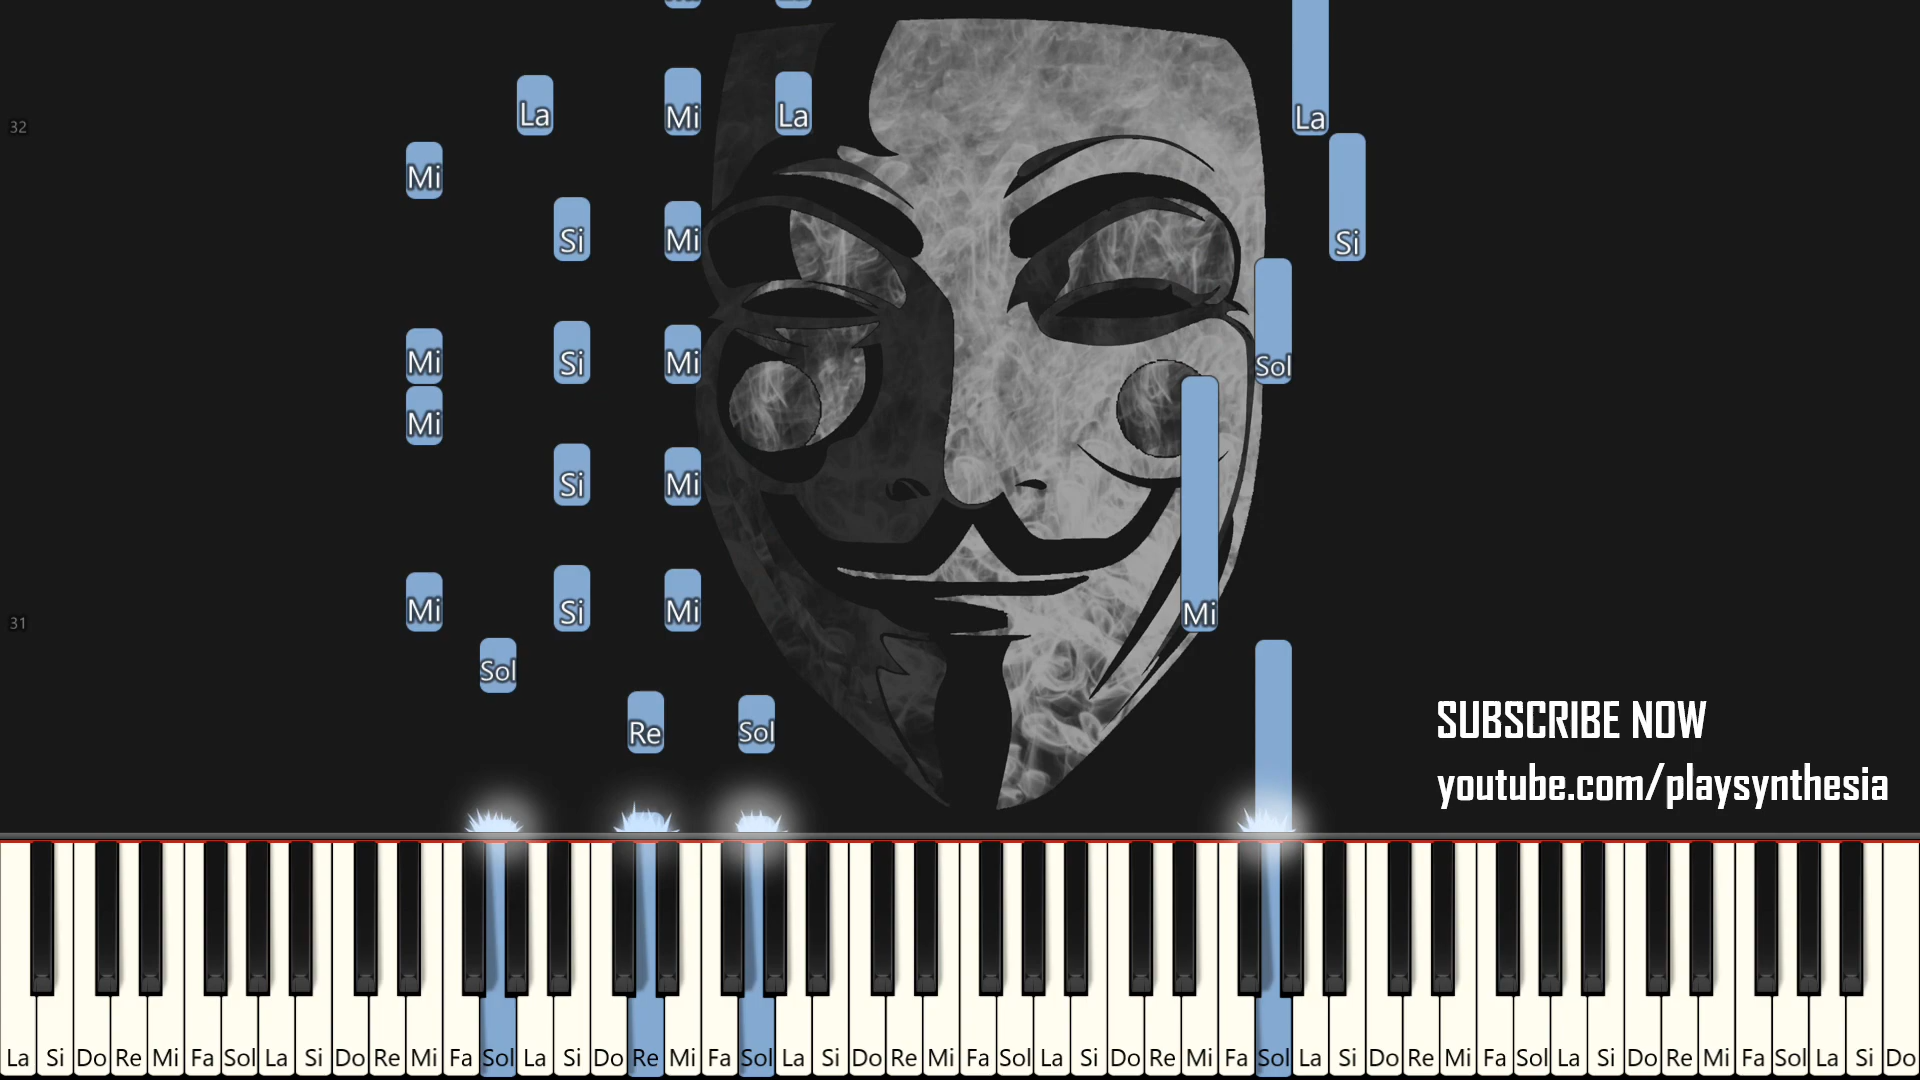 La Mi La La
32
Mi
Si Mi Si
Mi Si Mi Sol
Mi
Si Mi
Mi Si Mi Mi
31
Sol
Re Sol
SUBSCRIBE NOW
youtube.com/playsynthesia
La Si Do Re Mi Fa Sol La Si Do Re Mi Fa Sol La Si Do Re Mi Fa Sol La Si Do Re Mi Fa Sol La Si Do Re Mi Fa Sol La Si Do Re Mi Fa Sol La Si Do Re Mi Fa Sol La Si Do